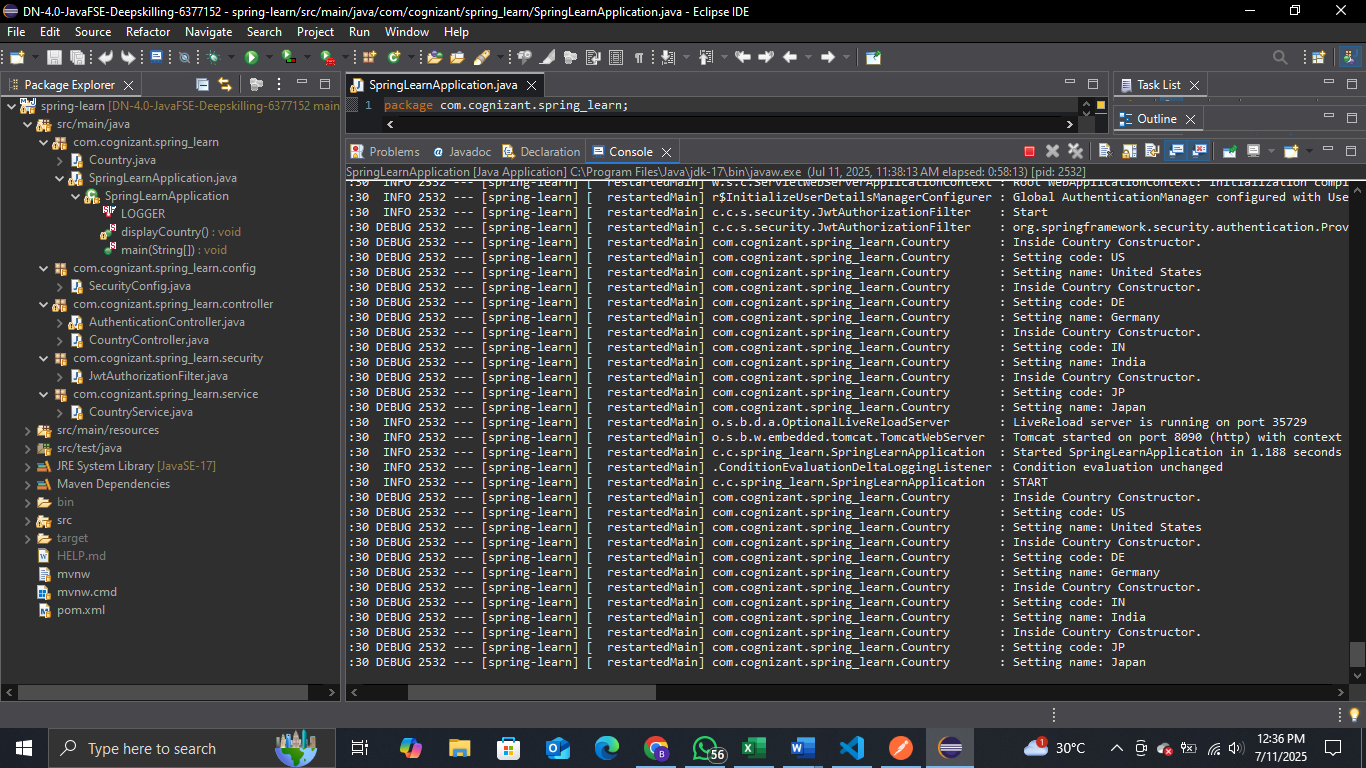 DN-4.0-JavaFSE-Deepskilling-6377152 - spring-learn/src/main/java/com/cognizant/spring_learn/SpringLearnApplication.java - Eclipse IDE
File Edit Source Refactor Navigate Search Project Run Window Help
Package Explorer
spring-learn [DN-4.0-JavaFSE-Deepskilling-6377152 main
src/main/java
com.cognizant.spring_learn
Country.java
SpringLearnApplication.java
SpringLearnApplication
LOGGER
displayCountry() : void
main(String[]) : void
com.cognizant.spring_learn.config
SecurityConfig.java
com.cognizant.spring_learn.controller
AuthenticationController.java
CountryController.java
com.cognizant.spring_learn.security
JwtAuthorizationFilter.java
com.cognizant.spring_learn.service
CountryService.java
src/main/resources
src/test/java
JRE System Library [JavaSE-17]
Maven Dependencies
bin
src
target
HELP.md
mvnw
mvnw.cmd
pom.xml
SpringLearnApplication.java
1 package com.cognizant.spring_learn;
Task List
Outline
Problems Javadoc Declaration Console
SpringLearnApplication [Java Application] C:\Program Files\Java\jdk-17\bin\javaw.exe (Jul 11, 2025, 11:38:13 AM elapsed: 0:58:13) [pid: 2532]
:30 INFO 2532 --- [spring-learn] [ restartedMain] w.s.c.ServletWebServerApplicationContext : Root WebApplicationContext: initialization compl
:30 INFO 2532 --- [spring-learn] [ restartedMain] r$InitializeUserDetailsManagerConfigurer : Global AuthenticationManager configured with Use
:30 INFO 2532 --- [spring-learn] [ restartedMain] c.c.s.security.JwtAuthorizationFilter : Start
:30 DEBUG 2532 --- [spring-learn] [ restartedMain] c.c.s.security.JwtAuthorizationFilter : org.springframework.security.authentication.Prov
:30 DEBUG 2532 --- [spring-learn] [ restartedMain] com.cognizant.spring_learn.Country : Inside Country Constructor.
:30 DEBUG 2532 --- [spring-learn] [ restartedMain] com.cognizant.spring_learn.Country : Setting code: US
:30 DEBUG 2532 --- [spring-learn] [ restartedMain] com.cognizant.spring_learn.Country : Setting name: United States
:30 DEBUG 2532 --- [spring-learn] [ restartedMain] com.cognizant.spring_learn.Country : Inside Country Constructor.
:30 DEBUG 2532 --- [spring-learn] [ restartedMain] com.cognizant.spring_learn.Country : Setting code: DE
:30 DEBUG 2532 --- [spring-learn] [ restartedMain] com.cognizant.spring_learn.Country : Setting name: Germany
:30 DEBUG 2532 --- [spring-learn] [ restartedMain] com.cognizant.spring_learn.Country : Inside Country Constructor.
:30 DEBUG 2532 --- [spring-learn] [ restartedMain] com.cognizant.spring_learn.Country : Setting code: IN
:30 DEBUG 2532 --- [spring-learn] [ restartedMain] com.cognizant.spring_learn.Country : Setting name: India
:30 DEBUG 2532 --- [spring-learn] [ restartedMain] com.cognizant.spring_learn.Country : Inside Country Constructor.
:30 DEBUG 2532 --- [spring-learn] [ restartedMain] com.cognizant.spring_learn.Country : Setting code: JP
:30 DEBUG 2532 --- [spring-learn] [ restartedMain] com.cognizant.spring_learn.Country : Setting name: Japan
:30 INFO 2532 --- [spring-learn] [ restartedMain] o.s.b.d.a.OptionalLiveReloadServer : LiveReload server is running on port 35729
:30 INFO 2532 --- [spring-learn] [ restartedMain] o.s.b.w.embedded.tomcat.TomcatWebServer : Tomcat started on port 8090 (http) with context
:30 INFO 2532 --- [spring-learn] [ restartedMain] c.c.spring_learn.SpringLearnApplication : Started SpringLearnApplication in 1.188 seconds
:30 INFO 2532 --- [spring-learn] [ restartedMain] .ConditionEvaluationDeltaLoggingListener : Condition evaluation unchanged
:30 INFO 2532 --- [spring-learn] [ restartedMain] c.c.spring_learn.SpringLearnApplication : START
:30 DEBUG 2532 --- [spring-learn] [ restartedMain] com.cognizant.spring_learn.Country : Inside Country Constructor.
:30 DEBUG 2532 --- [spring-learn] [ restartedMain] com.cognizant.spring_learn.Country : Setting code: US
:30 DEBUG 2532 --- [spring-learn] [ restartedMain] com.cognizant.spring_learn.Country : Setting name: United States
:30 DEBUG 2532 --- [spring-learn] [ restartedMain] com.cognizant.spring_learn.Country : Inside Country Constructor.
:30 DEBUG 2532 --- [spring-learn] [ restartedMain] com.cognizant.spring_learn.Country : Setting code: DE
:30 DEBUG 2532 --- [spring-learn] [ restartedMain] com.cognizant.spring_learn.Country : Setting name: Germany
:30 DEBUG 2532 --- [spring-learn] [ restartedMain] com.cognizant.spring_learn.Country : Inside Country Constructor.
:30 DEBUG 2532 --- [spring-learn] [ restartedMain] com.cognizant.spring_learn.Country : Setting code: IN
:30 DEBUG 2532 --- [spring-learn] [ restartedMain] com.cognizant.spring_learn.Country : Setting name: India
:30 DEBUG 2532 --- [spring-learn] [ restartedMain] com.cognizant.spring_learn.Country : Inside Country Constructor.
:30 DEBUG 2532 --- [spring-learn] [ restartedMain] com.cognizant.spring_learn.Country : Setting code: JP
:30 DEBUG 2532 --- [spring-learn] [ restartedMain] com.cognizant.spring_learn.Country : Setting name: Japan
Type here to search
56
1
30°C
12:36 PM
7/11/2025